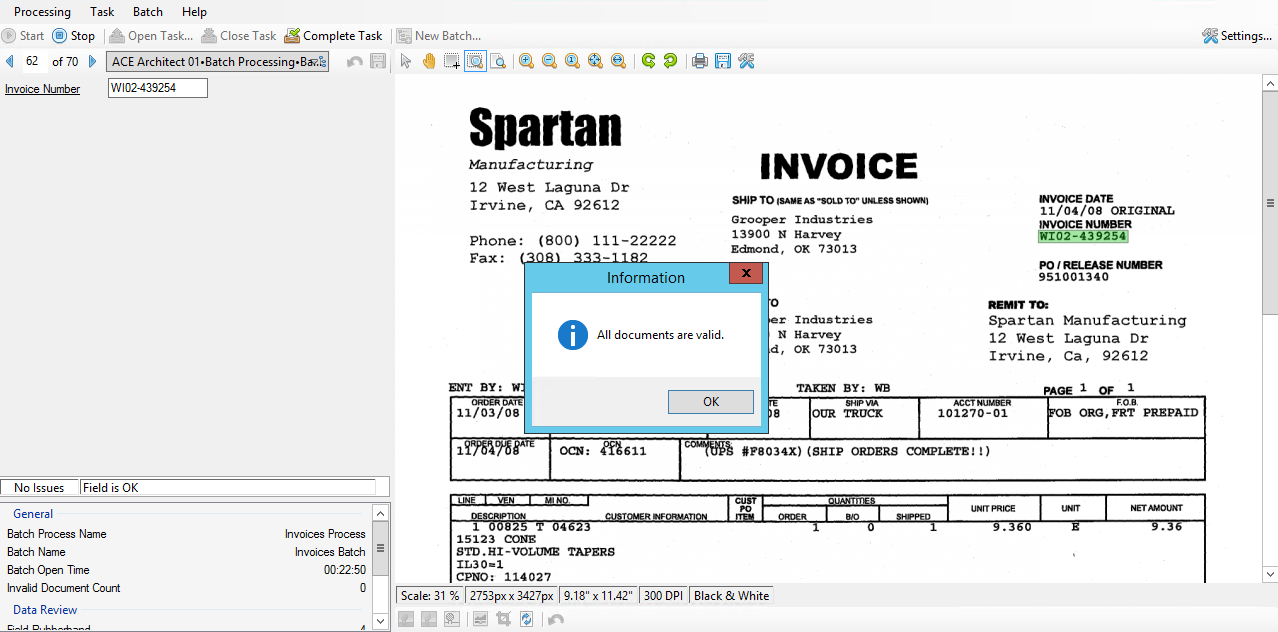 Processing Task Batch Help
Start Stop Open Task... Close Task Complete Task New Batch... Settings...
62 of 70 ACE Architect 01•Batch Processing•Ba
Invoice Number WI02-439254
Spartan
Manufacturing
12 West Laguna Dr
Irvine, CA 92612
Phone: (800) 111-22222
Fax: (308) 333-1182
INVOICE
SHIP TO (SAME AS "SOLD TO" UNLESS SHOWN)
Grooper Industries
13900 N Harvey
Edmond, OK 73013
INVOICE DATE
11/04/08 ORIGINAL
INVOICE NUMBER
WI02-439254
PO / RELEASE NUMBER
951001340
O
er Industries
N Harvey
d, OK 73013
REMIT TO:
Spartan Manufacturing
12 West Laguna Dr
Irvine, Ca, 92612
Information
x
All documents are valid.
OK
ENT BY: WI TAKEN BY: WB PAGE 1 OF 1
ORDER DATE TE SHIP VIA ACCT NUMBER F.O.B.
11/03/08 08 OUR TRUCK 101270-01 FOB ORG,FRT PREPAID
ORDER DUE DATE OCN COMMENTS:
11/04/08 OCN: 416611 (UPS #F8034X)(SHIP ORDERS COMPLETE!!)
LINE VEN MI NO. CUST PO ITEM QUANTITIES UNIT PRICE UNIT NET AMOUNT
DESCRIPTION CUSTOMER INFORMATION ORDER B/O SHIPPED
1 00825 T 04623 1 0 1 9.360 E 9.36
15123 CONE
STD.HI-VOLUME TAPERS
IL30=1
CPNO: 114027
No Issues Field is OK
General
Batch Process Name Invoices Process
Batch Name Invoices Batch
Batch Open Time 00:22:50
Invalid Document Count 0
Data Review
Field Rubberband 4
Scale: 31 % 2753px x 3427px 9.18" x 11.42" 300 DPI Black & White